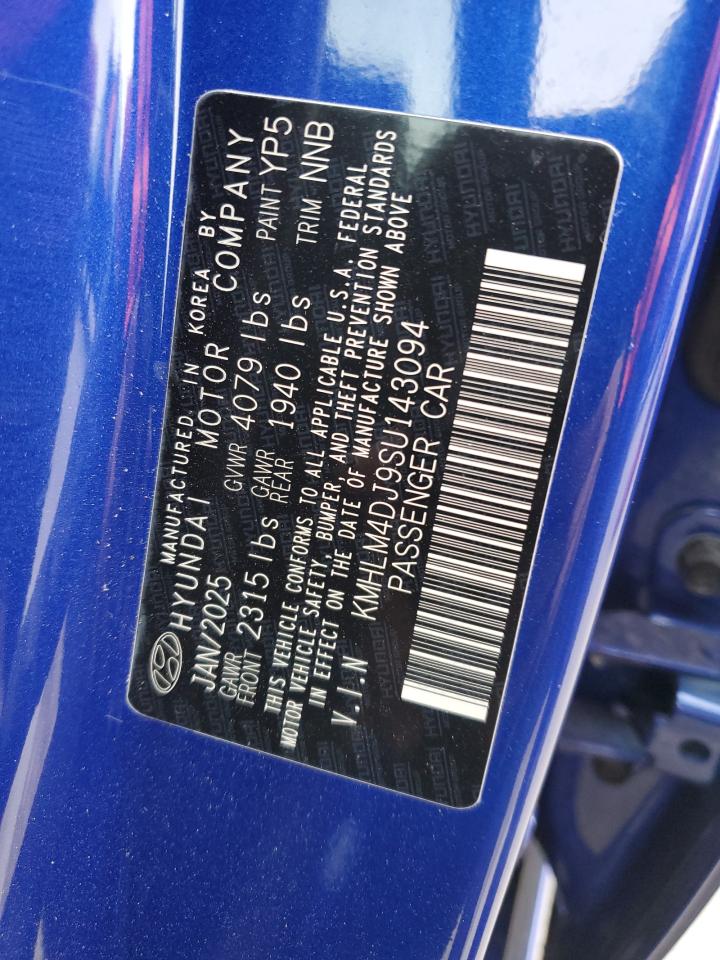 MANUFACTURED IN KOREA BY
HYUNDAI MOTOR COMPANY
JAN/2025 GVWR 4079 lbs PAINT YP5
GAWR FRONT 2315 lbs GAWR REAR 1940 lbs TRIM NNB
THIS VEHICLE CONFORMS TO ALL APPLICABLE U.S.A. FEDERAL
MOTOR VEHICLE SAFETY, BUMPER, AND THEFT PREVENTION STANDARDS
IN EFFECT ON THE DATE OF MANUFACTURE SHOWN ABOVE
V.I.N KMHLM4DJ9SU143094
PASSENGER CAR